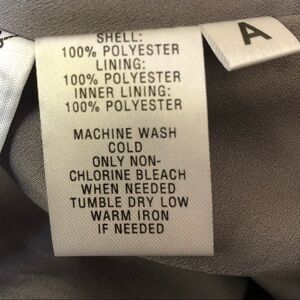 SHELL:
100% POLYESTER
LINING:
100% POLYESTER
INNER LINING:
100% POLYESTER
MACHINE WASH
COLD
ONLY NON-
CHLORINE BLEACH
WHEN NEEDED
TUMBLE DRY LOW
WARM IRON
IF NEEDED
A